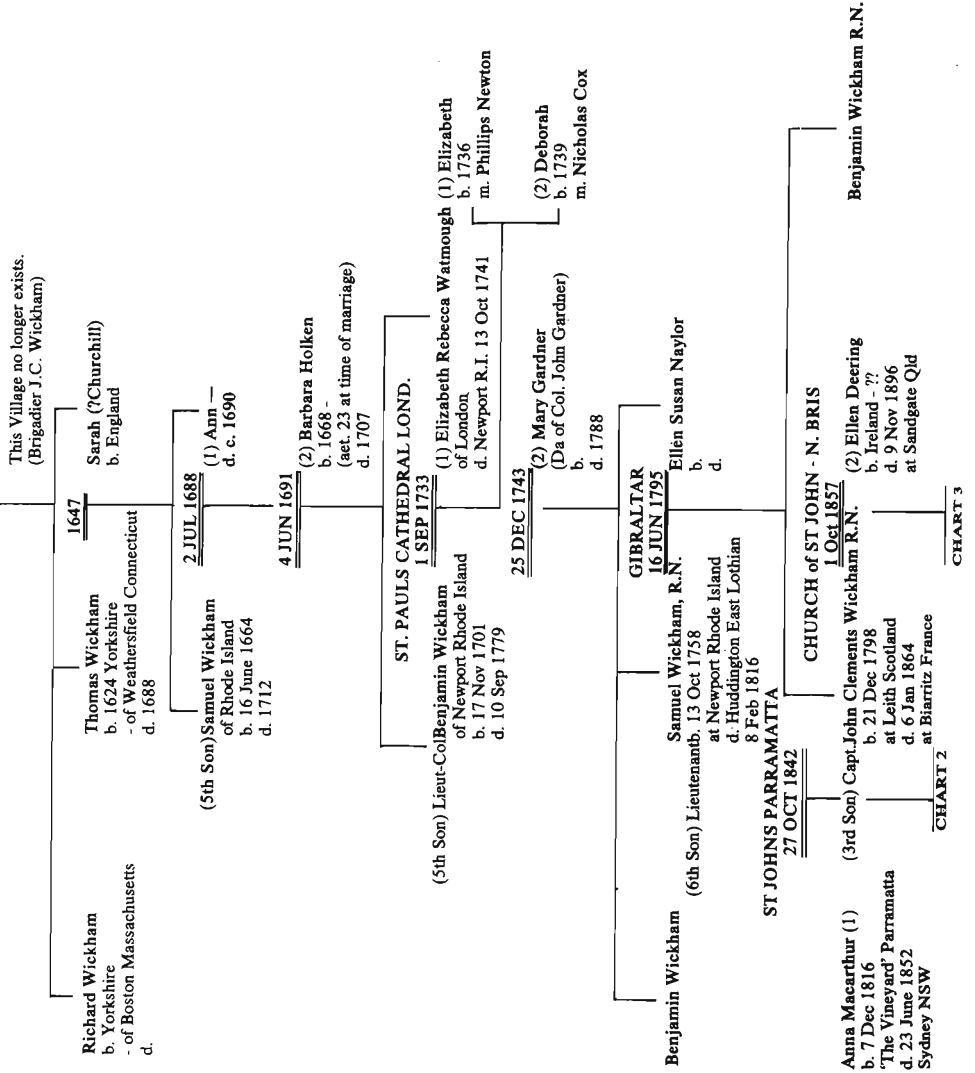 This Village no longer exists.
(Brigadier J.C. Wickham)
Richard Wickham
b. Yorkshire
- of Boston Massachusetts
d.
Thomas Wickham
b. 1624 Yorkshire
- of Weathersfield Connecticut
d. 1688
1647
Sarah (?Churchill)
b. England
(5th Son) Samuel Wickham
of Rhode Island
b. 16 June 1664
d. 1712
2 JUL 1688
(1) Ann —
d. c. 1690
4 JUN 1691
(2) Barbara Holken
b. 1668 -
(aet. 23 at time of marriage)
d. 1707
ST. PAULS CATHEDRAL LOND.
1 SEP 1733
(5th Son) Lieut-ColBenjamin Wickham
of Newport Rhode Island
b. 17 Nov 1701
d. 10 Sep 1779
(1) Elizabeth Rebecca Watmough
of London
d. Newport R.I. 13 Oct 1741
(1) Elizabeth
b. 1736
m. Phillips Newton
25 DEC 1743
(2) Mary Gardner
(Da of Col. John Gardner)
b.
d. 1788
(2) Deborah
b. 1739
m. Nicholas Cox
GIBRALTAR
16 JUN 1795
Benjamin Wickham
Samuel Wickham, R.N.
(6th Son) Lieutenantb. 13 Oct 1758
at Newport Rhode Island
d. Huddington East Lothian
8 Feb 1816
Ellen Susan Naylor
b.
d.
ST JOHNS PARRAMATTA
27 OCT 1842
CHURCH of ST JOHN - N. BRIS
1 Oct 1857
Anna Macarthur (1)
b. 7 Dec 1816
'The Vineyard' Parramatta
d. 23 June 1852
Sydney NSW
(3rd Son) Capt.John Clements Wickham R.N.
b. 21 Dec 1798
at Leith Scotland
d. 6 Jan 1864
at Biarritz France
(2) Ellen Deering
b. Ireland - ??
d. 9 Nov 1896
at Sandgate Qld
Benjamin Wickham R.N.
CHART 2
CHART 3